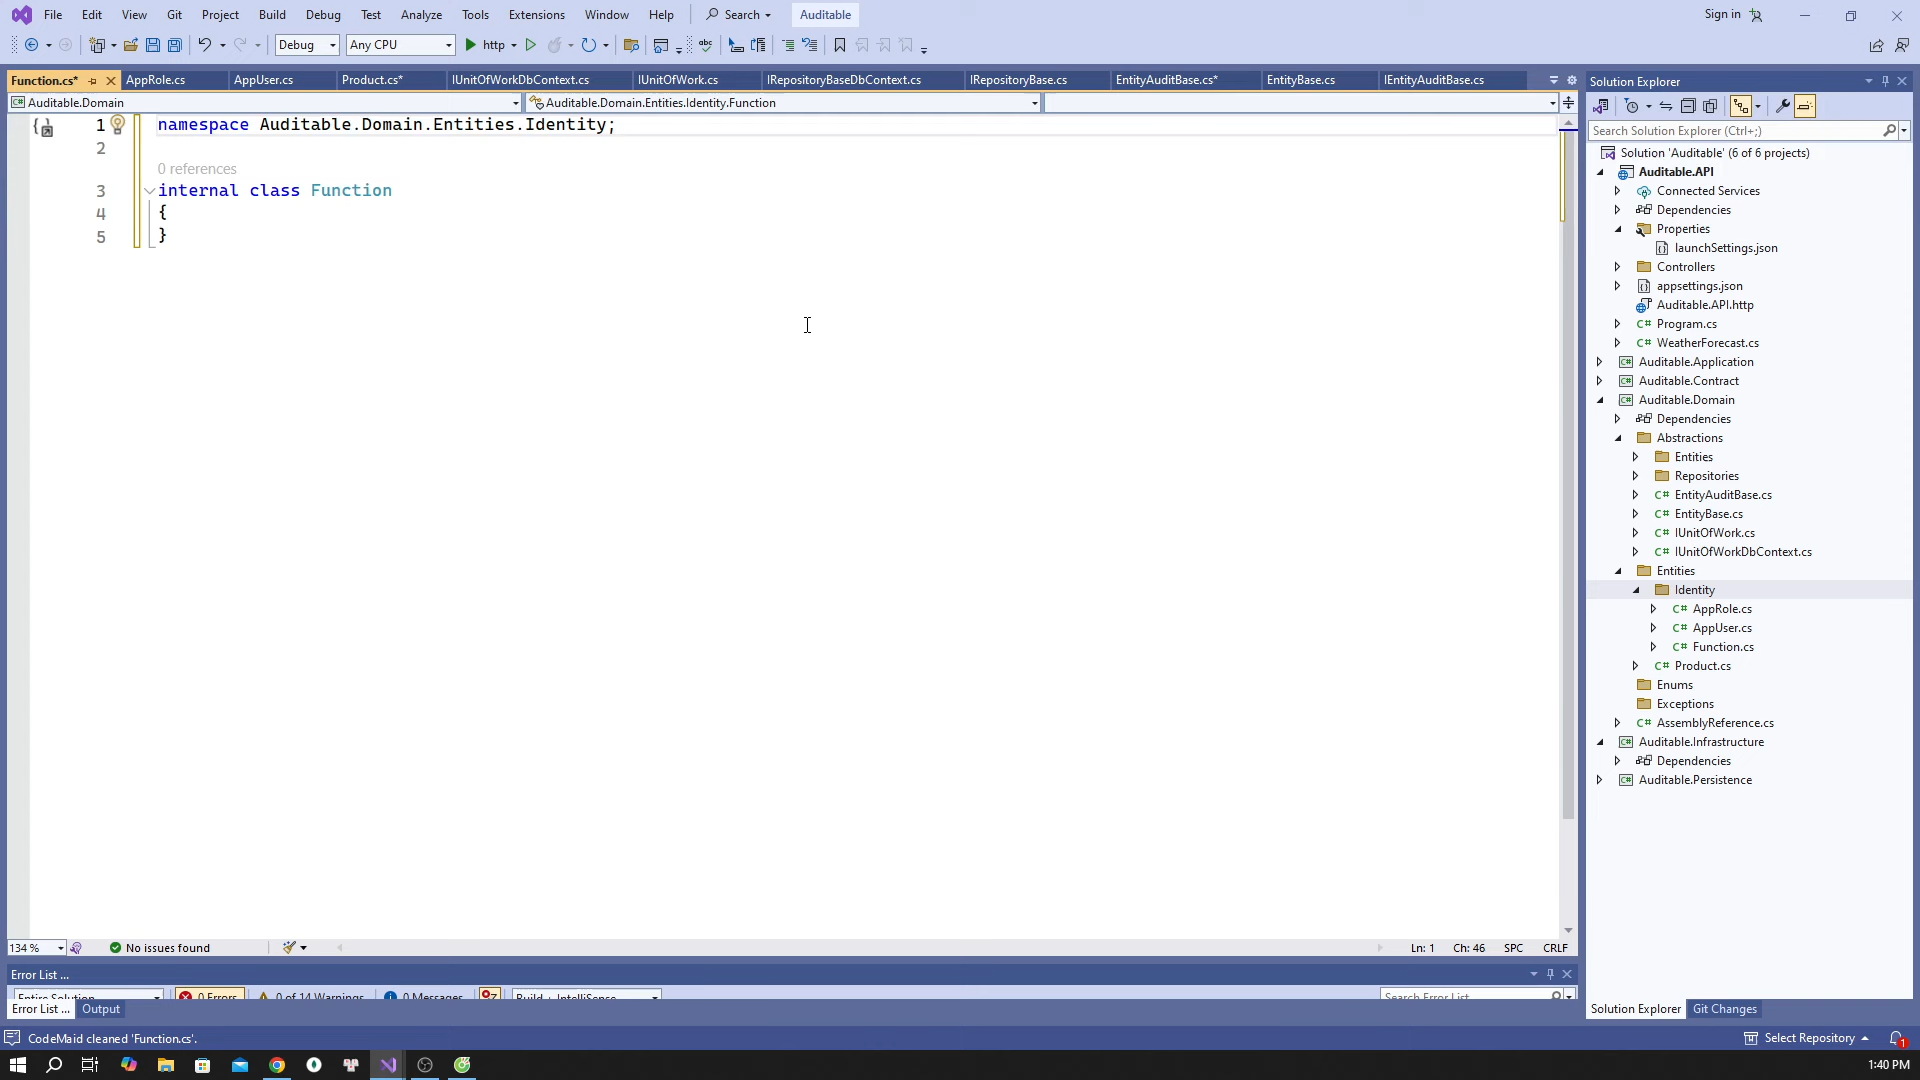 File Edit View Git Project Build Debug Test Analyze Tools Extensions Window Help Search Auditable Sign in
Debug Any CPU http
Function.cs* AppRole.cs AppUser.cs Product.cs* IUnitOfWorkDbContext.cs IUnitOfWork.cs IRepositoryBaseDbContext.cs IRepositoryBase.cs EntityAuditBase.cs* EntityBase.cs IEntityAuditBase.cs
Auditable.Domain Auditable.Domain.Entities.Identity.Function
1 namespace Auditable.Domain.Entities.Identity;
2
0 references
3 internal class Function
4 {
5 }
134 % No issues found Ln: 1 Ch: 46 SPC CRLF
Error List ...
Entire Solution 0 Errors 0 of 14 Warnings 0 Messages Build + IntelliSense Search Error List
Error List ... Output
CodeMaid cleaned 'Function.cs'.
Solution Explorer
Search Solution Explorer (Ctrl+;)
Solution 'Auditable' (6 of 6 projects)
Auditable.API
Connected Services
Dependencies
Properties
launchSettings.json
Controllers
appsettings.json
Auditable.API.http
Program.cs
WeatherForecast.cs
Auditable.Application
Auditable.Contract
Auditable.Domain
Dependencies
Abstractions
Entities
Repositories
EntityAuditBase.cs
EntityBase.cs
IUnitOfWork.cs
IUnitOfWorkDbContext.cs
Entities
Identity
AppRole.cs
AppUser.cs
Function.cs
Product.cs
Enums
Exceptions
AssemblyReference.cs
Auditable.Infrastructure
Dependencies
Auditable.Persistence
Solution Explorer Git Changes
Select Repository 1
1:40 PM